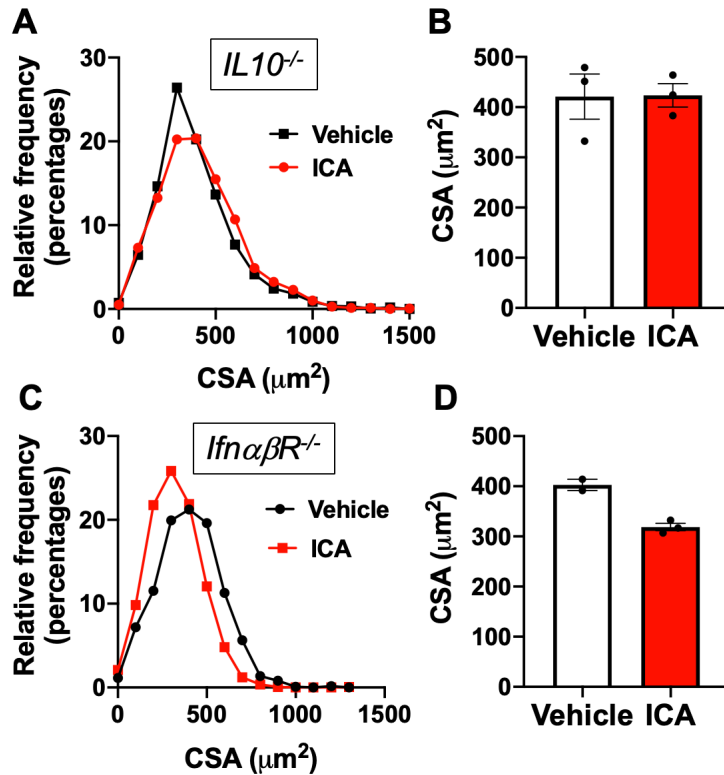 A
Relative frequency
(percentages)
30
20
10
0
0
500
1000
1500
CSA (μm²)
IL10-/-
Vehicle
ICA
B
CSA (μm²)
500
400
300
200
100
0
Vehicle
ICA
C
Relative frequency
(percentages)
30
20
10
0
0
500
1000
1500
CSA (μm²)
IfnαβR-/-
Vehicle
ICA
D
CSA (μm²)
500
400
300
200
100
0
Vehicle
ICA